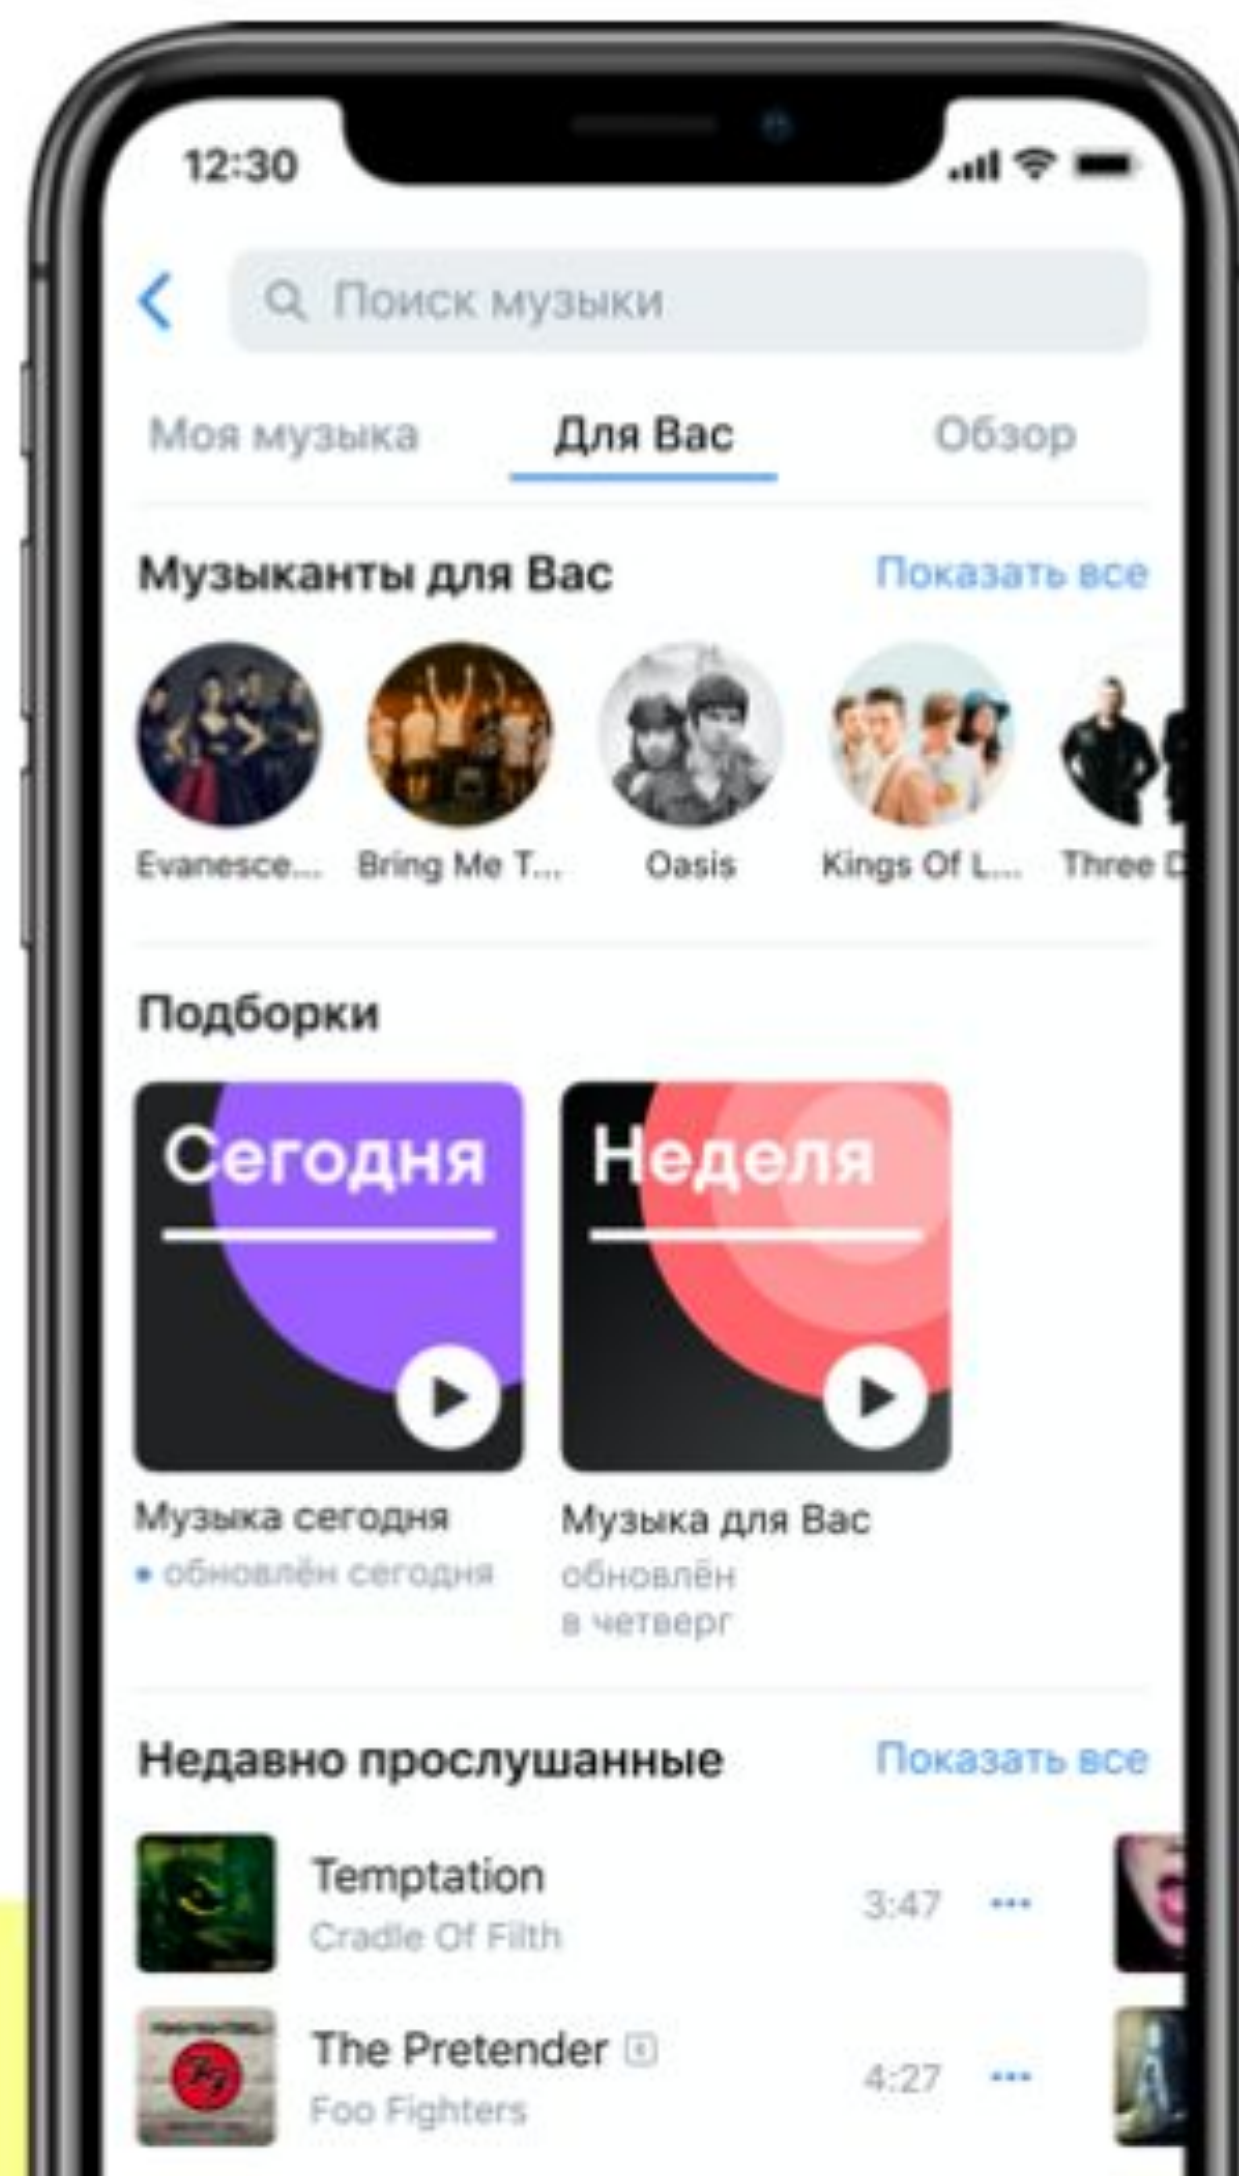 12:30
Поиск музыки
Моя музыка Для Вас Обзор
Музыканты для Вас Показать все
Evanesce... Bring Me T... Oasis Kings Of L... Three D
Подборки
Сегодня Неделя
Музыка сегодня Музыка для Вас
• обновлён сегодня обновлён
в четверг
Недавно прослушанные Показать все
Temptation
Cradle Of Filth
3:47
The Pretender E
Foo Fighters
4:27